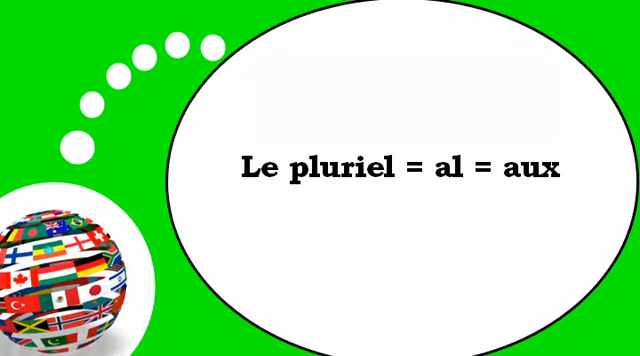 Le pluriel = al = aux